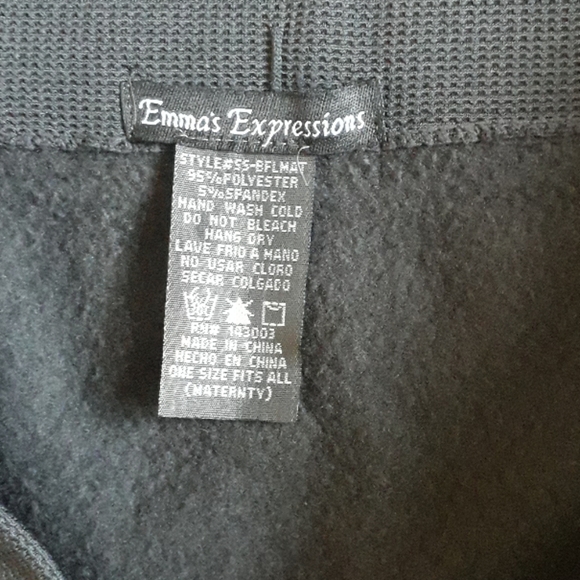 Emma's Expressions
STYLE#SS-BFLMAT
95%POLYESTER
5%SPANDEX
HAND WASH COLD
DO NOT BLEACH
HANG DRY
LAVE FRIO A MANO
NO USAR CLORO
SECAR COLGADO
RN# 143003
MADE IN CHINA
HECHO EN CHINA
ONE SIZE FITS ALL
(MATERNTY)